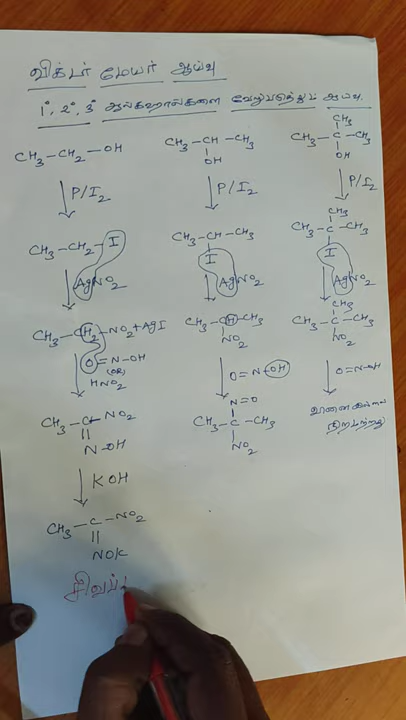 விக்டர் மேயர் ஆய்வு
1°, 2°, 3° ஆல்கஹால்களை வேறுபடுத்தும் ஆய்வு.
CH₃-CH₂-OH
↓ P/I₂
CH₃-CH₂-I
↓ AgNO₂
CH₃-CH₂-NO₂+AgI
↓ O=N-OH
(OR)
HNO₂
CH₃-C-NO₂
||
N-OH
↓ KOH
CH₃-C-NO₂
||
NOK
சிவப்
CH₃-CH-CH₃
|
OH
↓ P/I₂
CH₃-CH-CH₃
|
I
↓ AgNO₂
CH₃-CH-CH₃
|
NO₂
↓ O=N-OH
N=O
|
CH₃-C-CH₃
|
NO₂
CH₃
|
CH₃-C-CH₃
|
OH
↓ P/I₂
CH₃
|
CH₃-C-CH₃
|
I
↓ AgNO₂
CH₃
|
CH₃-C-CH₃
|
NO₂
↓ O=N-OH
நிறமற்றது